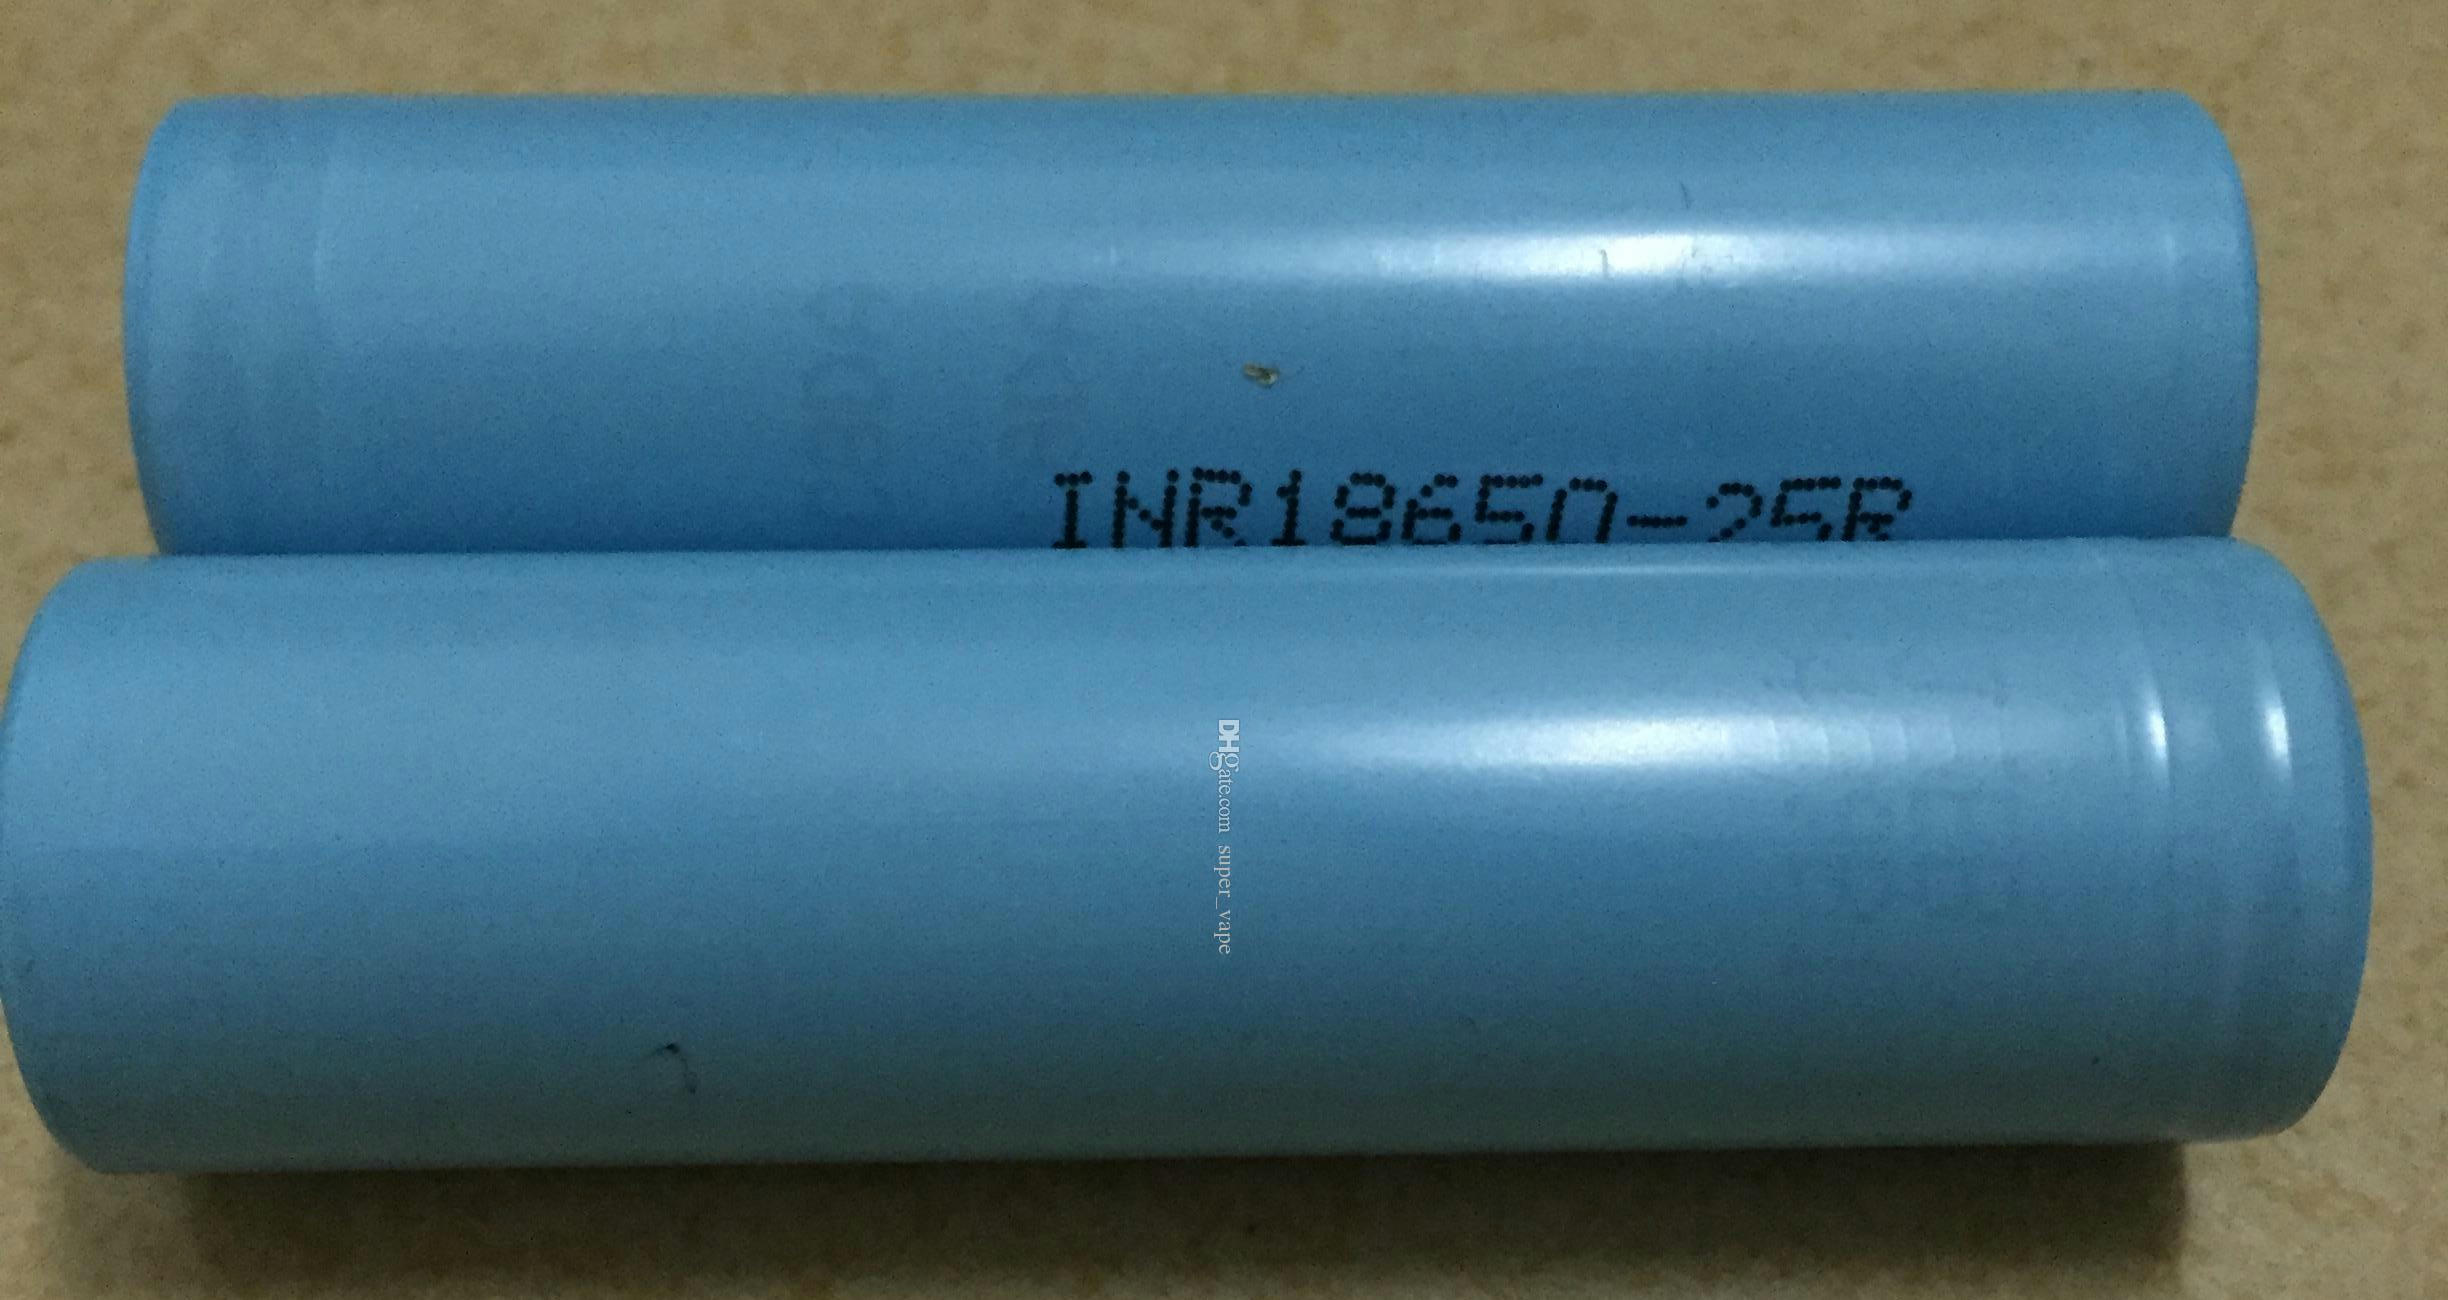 INR18650-25R
DHgate.com super_vape